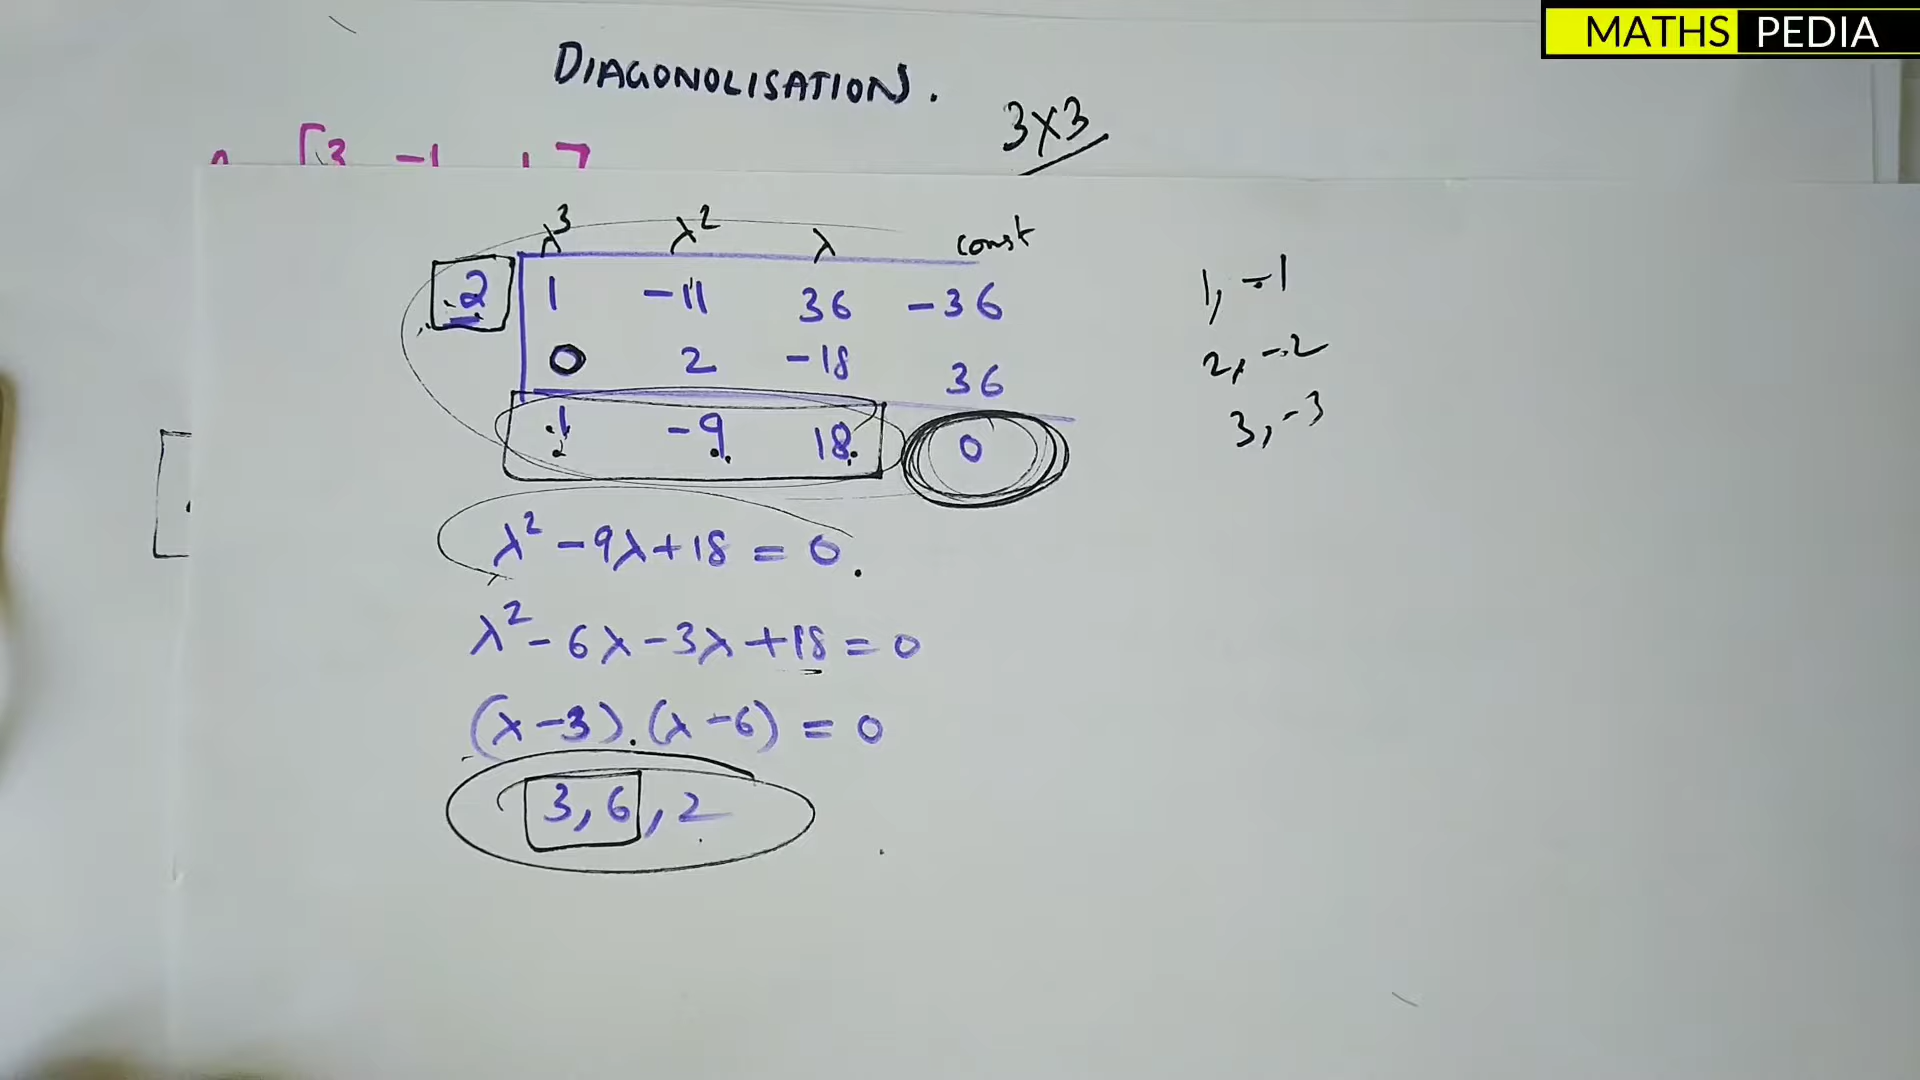 MATHS PEDIA
DIAGONOLISATION.
3×3
[3 -1
λ³ λ² λ const
2 1 -11 36 -36
0 2 -18 36
1 -9 18 0
1, -1
2, -2
3, -3
λ² - 9λ + 18 = 0.
λ² - 6λ - 3λ + 18 = 0
(λ - 3).(λ - 6) = 0
3, 6, 2